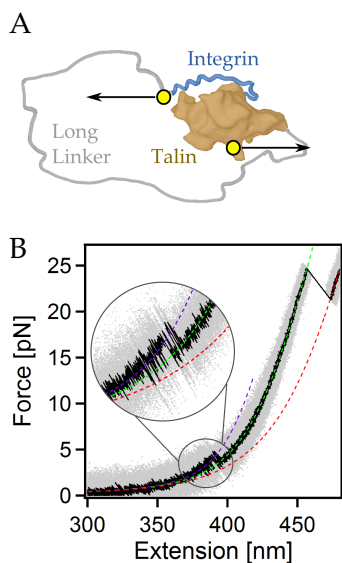 A
Integrin
Long
Linker
Talin
B
25
20
15
10
5
0
Force [pN]
300
350
400
450
Extension [nm]